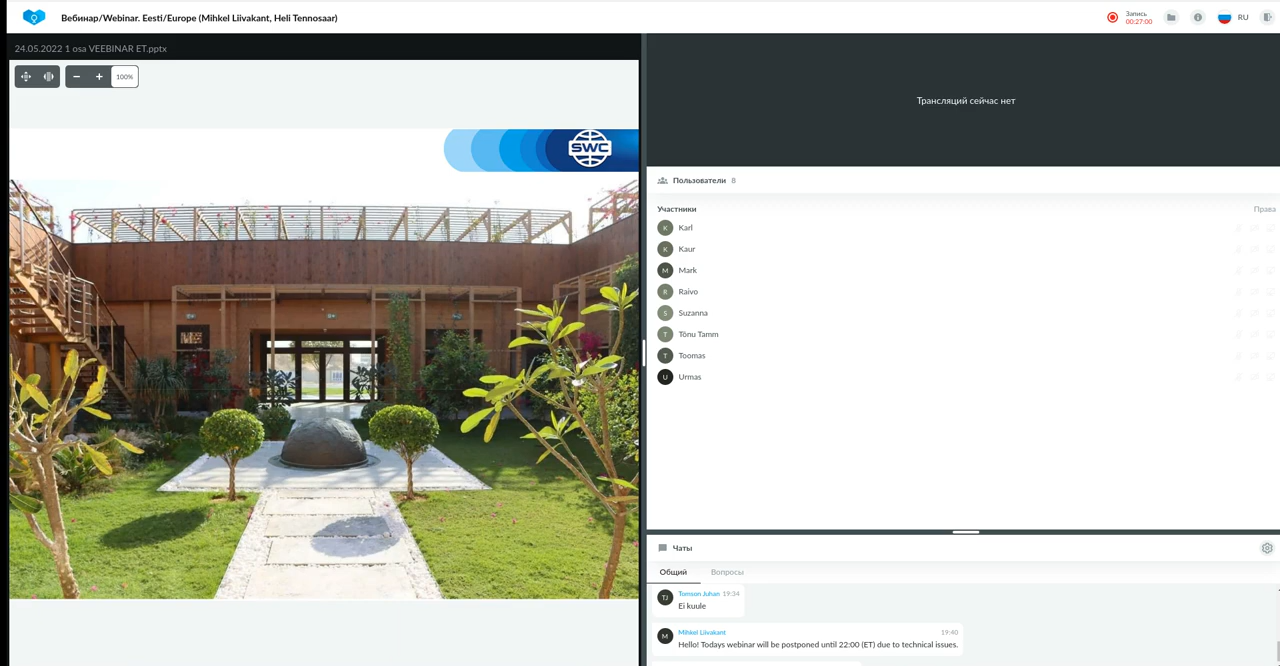 Вебинар/Webinar. Eesti/Europe (Mihkel Liivakant, Heli Tennosaar)
Запись
00:27:00
RU
24.05.2022 1 osa VEEBINAR ET.pptx
100%
SWC
Трансляций сейчас нет
Пользователи 8
Участники Права
K Karl
K Kaur
M Mark
R Raivo
S Suzanna
T Tõnu Tamm
T Toomas
U Urmas
Чаты
Общий Вопросы
TJ Tomson Juhan 19:34
Ei kuule
M Mihkel Liivakant 19:40
Hello! Todays webinar will be postponed until 22:00 (ET) due to technical issues.